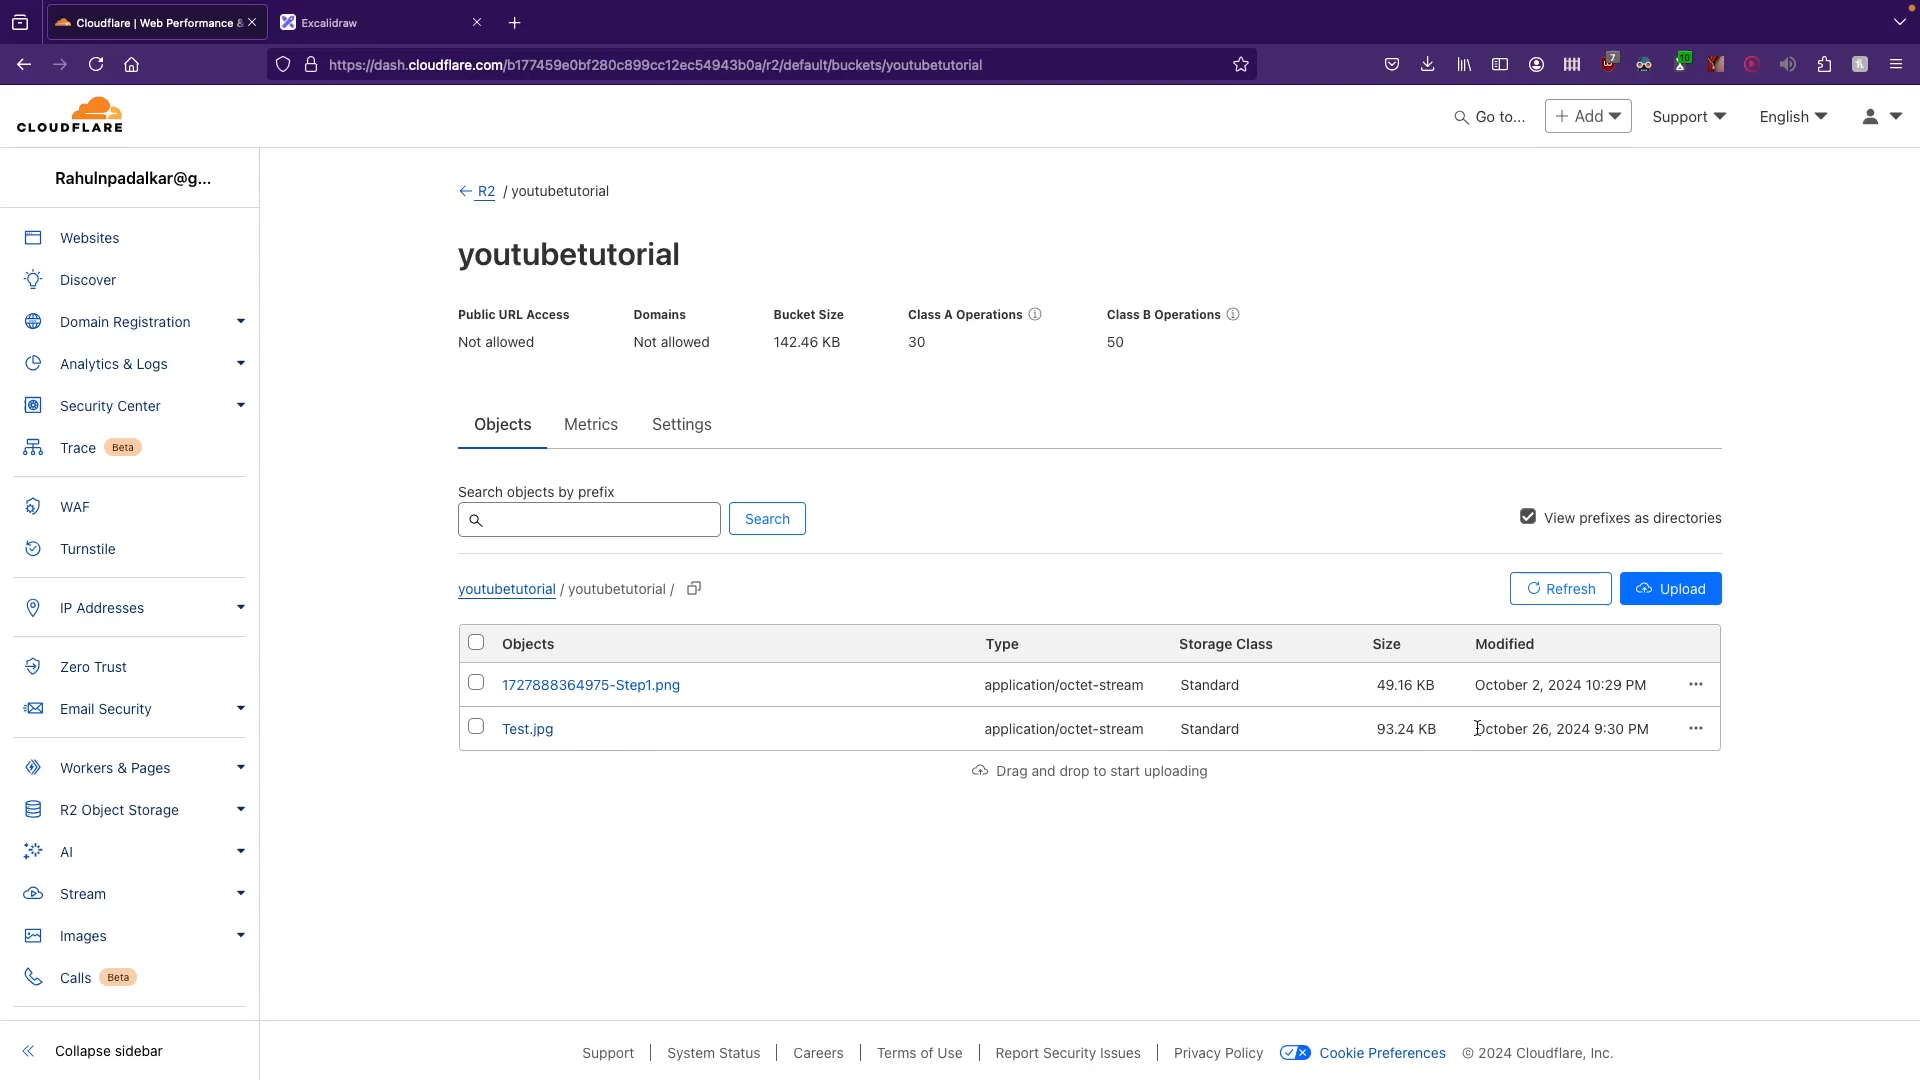 Cloudflare | Web Performance &
Excalidraw
https://dash.cloudflare.com/b177459e0bf280c899cc12ec54943b0a/r2/default/buckets/youtubetutorial
7
10
CLOUDFLARE
Go to...
+ Add
Support
English
Rahulnpadalkar@g...
Websites
Discover
Domain Registration
Analytics & Logs
Security Center
Trace Beta
WAF
Turnstile
IP Addresses
Zero Trust
Email Security
Workers & Pages
R2 Object Storage
AI
Stream
Images
Calls Beta
Collapse sidebar
← R2 / youtubetutorial
youtubetutorial
Public URL Access Domains Bucket Size Class A Operations Class B Operations
Not allowed Not allowed 142.46 KB 30 50
Objects Metrics Settings
Search objects by prefix
Search
View prefixes as directories
youtubetutorial / youtubetutorial /
Refresh
Upload
Objects Type Storage Class Size Modified
1727888364975-Step1.png application/octet-stream Standard 49.16 KB October 2, 2024 10:29 PM
Test.jpg application/octet-stream Standard 93.24 KB October 26, 2024 9:30 PM
Drag and drop to start uploading
Support | System Status | Careers | Terms of Use | Report Security Issues | Privacy Policy | Cookie Preferences © 2024 Cloudflare, Inc.